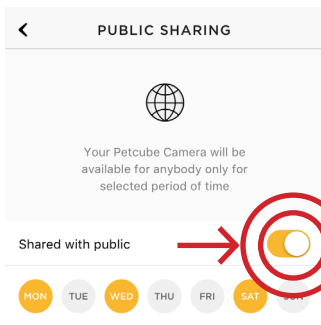 PUBLIC SHARING
Your Petcube Camera will be
available for anybody only for
selected period of time
Shared with public
MON TUE WED THU FRI SAT SUN